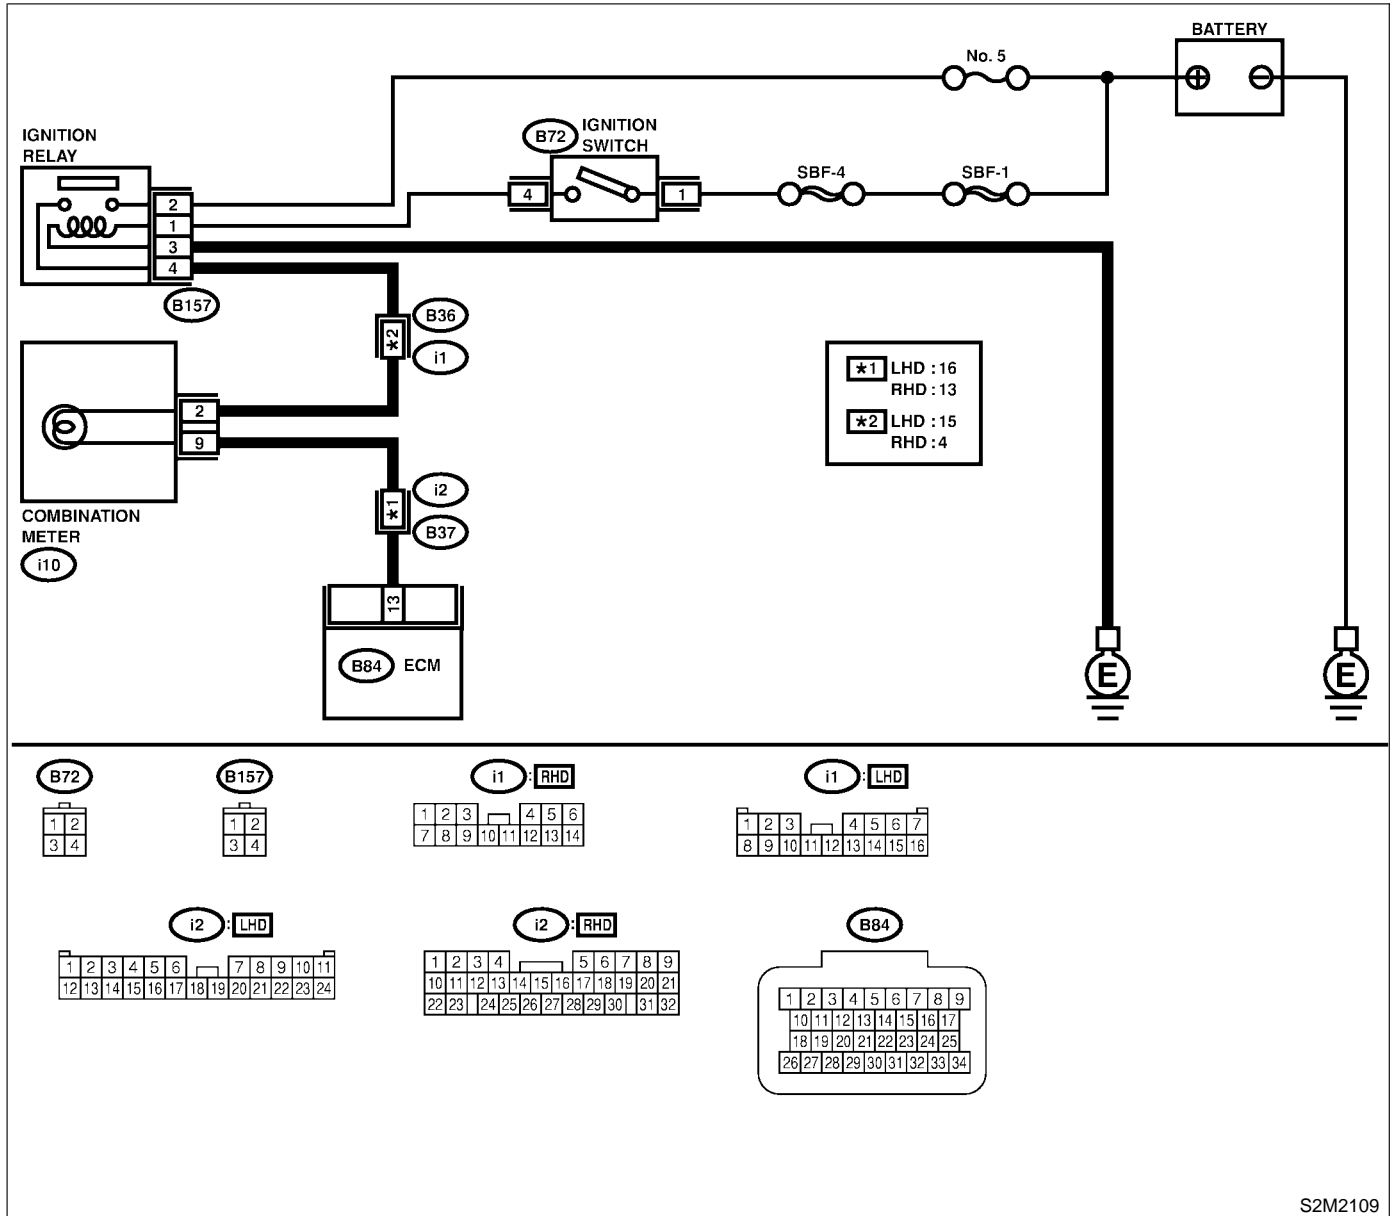 BATTERY
No. 5
IGNITION
RELAY
B72
IGNITION
SWITCH
SBF-4
SBF-1
4
1
2
1
3
4
B157
B36
*2
i1
*1 LHD : 16
RHD : 13
*2 LHD : 15
RHD : 4
2
9
COMBINATION
METER
i10
i2
*1
B37
13
B84 ECM
E
E
B72
1 2
3 4
B157
1 2
3 4
i1 : RHD
1 2 3 4 5 6
7 8 9 10 11 12 13 14
i1 : LHD
1 2 3 4 5 6 7
8 9 10 11 12 13 14 15 16
i2 : LHD
1 2 3 4 5 6 7 8 9 10 11
12 13 14 15 16 17 18 19 20 21 22 23 24
i2 : RHD
1 2 3 4 5 6 7 8 9
10 11 12 13 14 15 16 17 18 19 20 21
22 23 24 25 26 27 28 29 30 31 32
B84
1 2 3 4 5 6 7 8 9
10 11 12 13 14 15 16 17
18 19 20 21 22 23 24 25
26 27 28 29 30 31 32 33 34
S2M2109